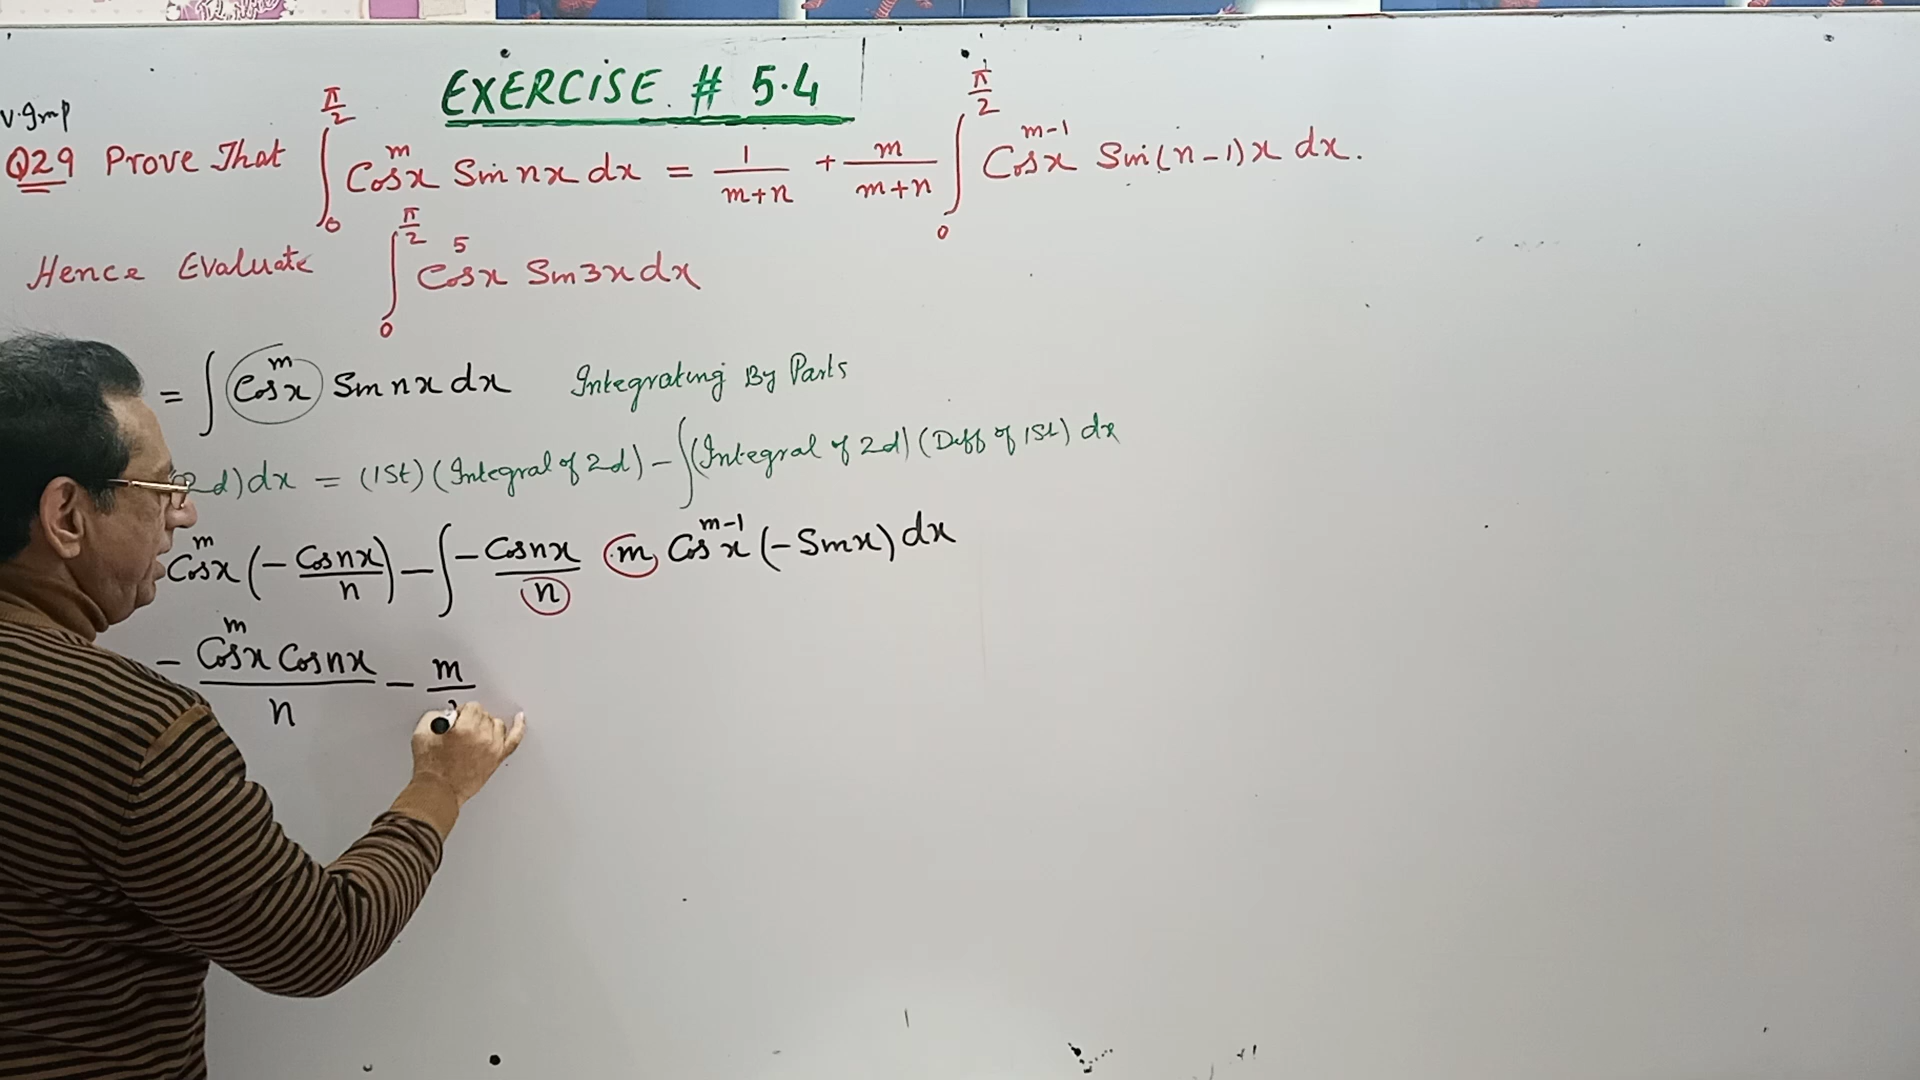 EXERCISE # 5.4
V.Imp
Q29 Prove That ∫₀^{π/2} Cos^m x Sin nx dx = 1/(m+n) + m/(m+n) ∫₀^{π/2} Cos^{m-1} x Sin(n-1)x dx.
Hence Evaluate ∫₀^{π/2} Cos^5 x Sin 3x dx
= ∫ Cos^m x Sin nx dx Integrating By Parts
2d) dx = (1st) (Integral of 2d) - ∫ (Integral of 2d) (Diff of 1st) dx
Cos^m x (- Cos nx / n) - ∫ - Cos nx / n m Cos^{m-1} x (- Sin x) dx
- Cos^m x Cos nx / n - m